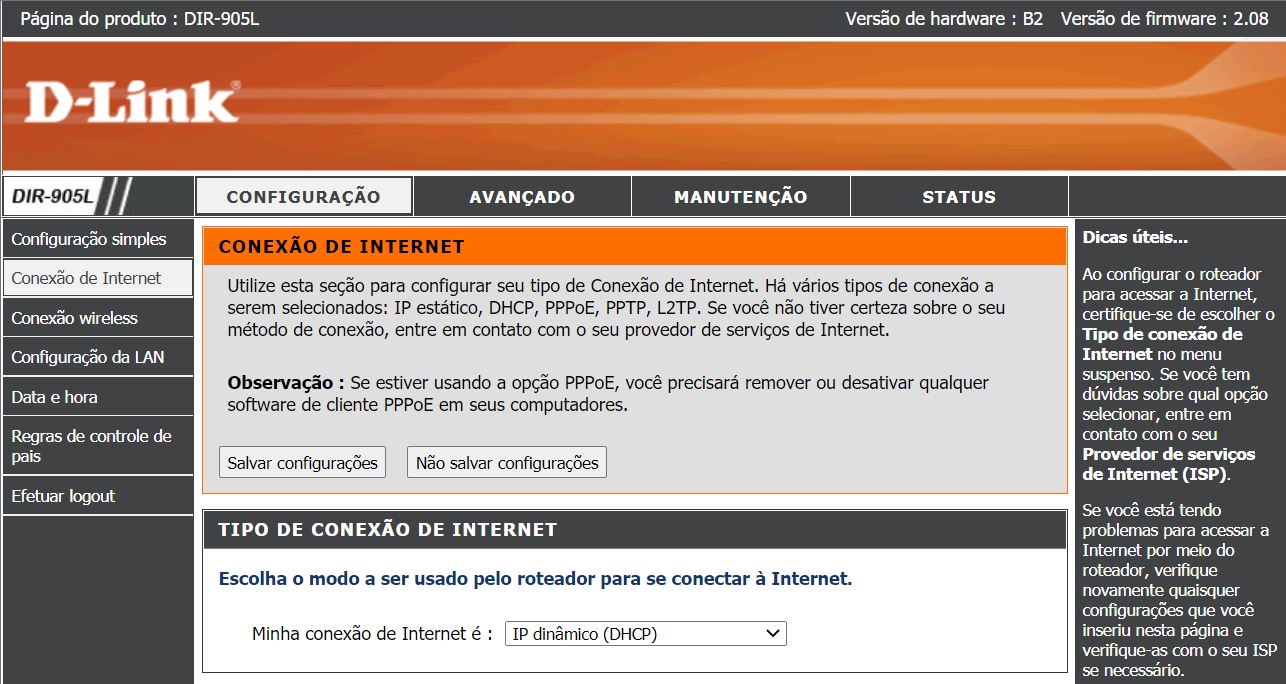 Página do produto : DIR-905L
Versão de hardware : B2 Versão de firmware : 2.08
D-Link®
DIR-905L
CONFIGURAÇÃO
AVANÇADO
MANUTENÇÃO
STATUS
Configuração simples
Conexão de Internet
Conexão wireless
Configuração da LAN
Data e hora
Regras de controle de
pais
Efetuar logout
CONEXÃO DE INTERNET
Utilize esta seção para configurar seu tipo de Conexão de Internet. Há vários tipos de conexão a
serem selecionados: IP estático, DHCP, PPPoE, PPTP, L2TP. Se você não tiver certeza sobre o seu
método de conexão, entre em contato com o seu provedor de serviços de Internet.
Observação : Se estiver usando a opção PPPoE, você precisará remover ou desativar qualquer
software de cliente PPPoE em seus computadores.
Salvar configurações
Não salvar configurações
TIPO DE CONEXÃO DE INTERNET
Escolha o modo a ser usado pelo roteador para se conectar à Internet.
Minha conexão de Internet é : IP dinâmico (DHCP)
Dicas úteis...
Ao configurar o roteador
para acessar a Internet,
certifique-se de escolher o
Tipo de conexão de
Internet no menu
suspenso. Se você tem
dúvidas sobre qual opção
selecionar, entre em
contato com o seu
Provedor de serviços
de Internet (ISP).
Se você está tendo
problemas para acessar a
Internet por meio do
roteador, verifique
novamente quaisquer
configurações que você
inseriu nesta página e
verifique-as com o seu ISP
se necessário.